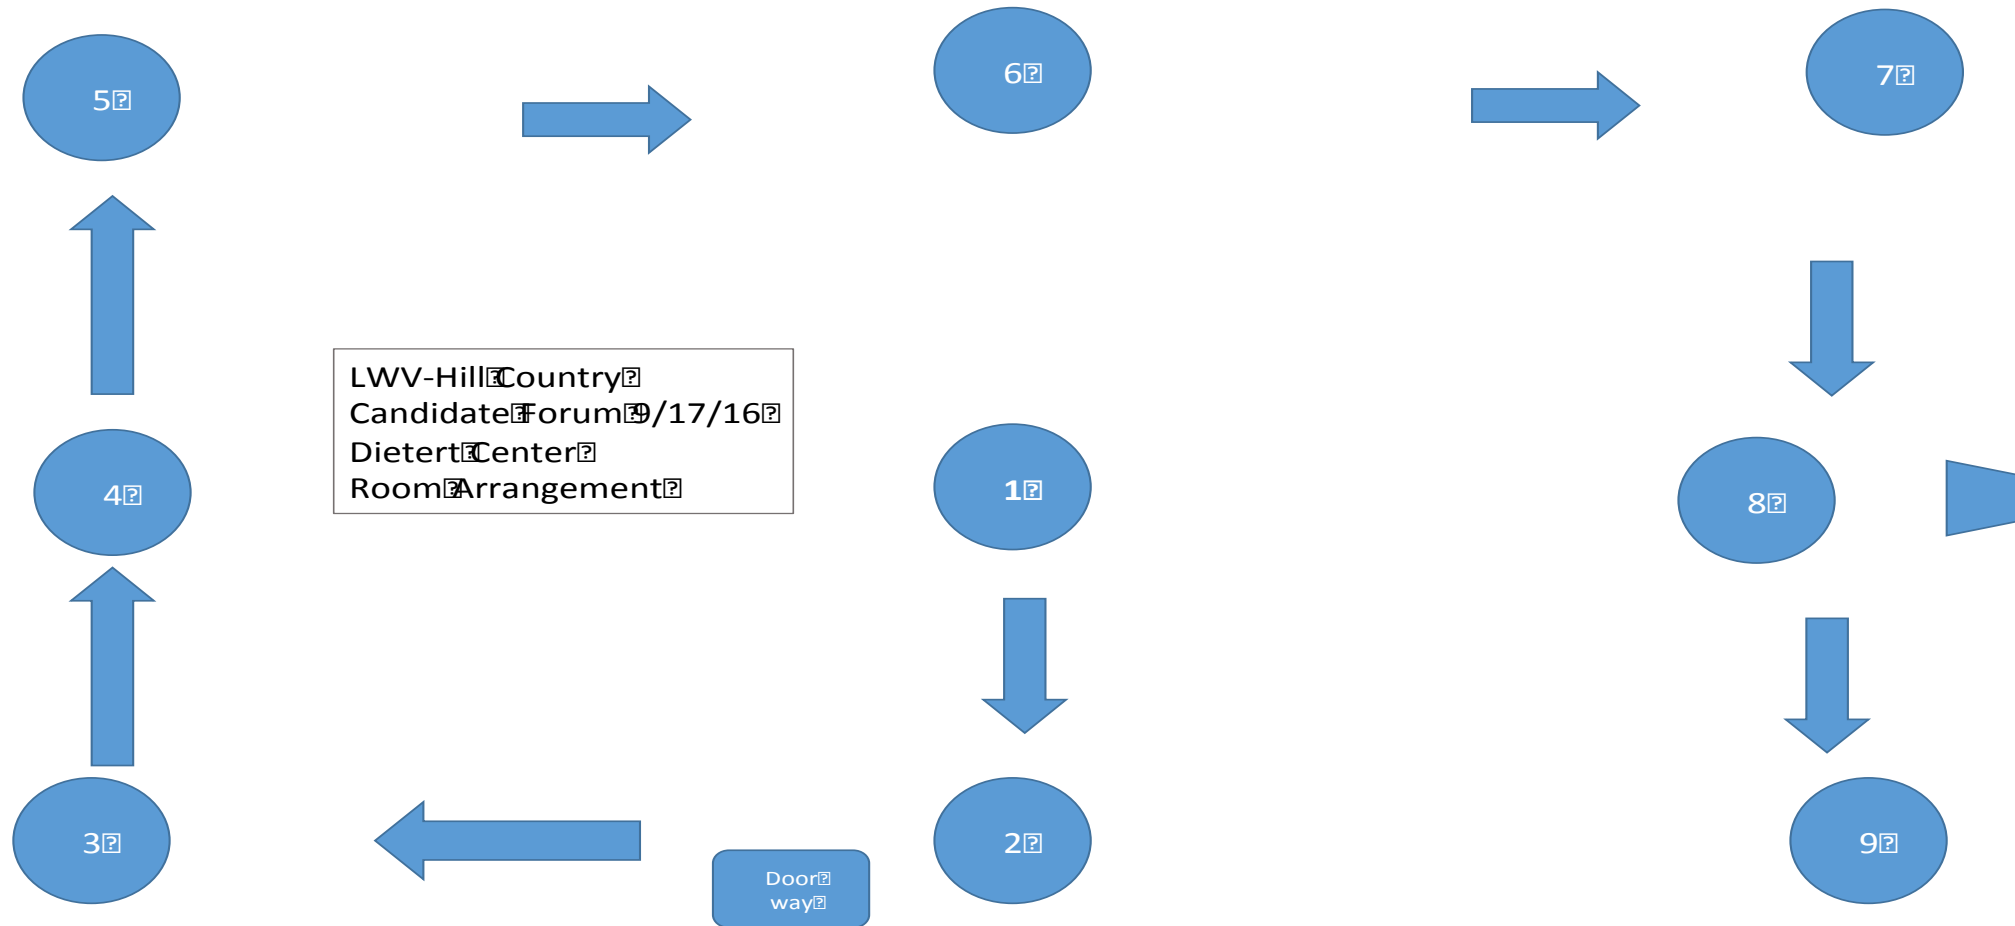 5
6
7
LWV-Hill Country
Candidate Forum 9/17/16
Dietert Center
Room Arrangement
4
1
8
3
2
9
Door
way